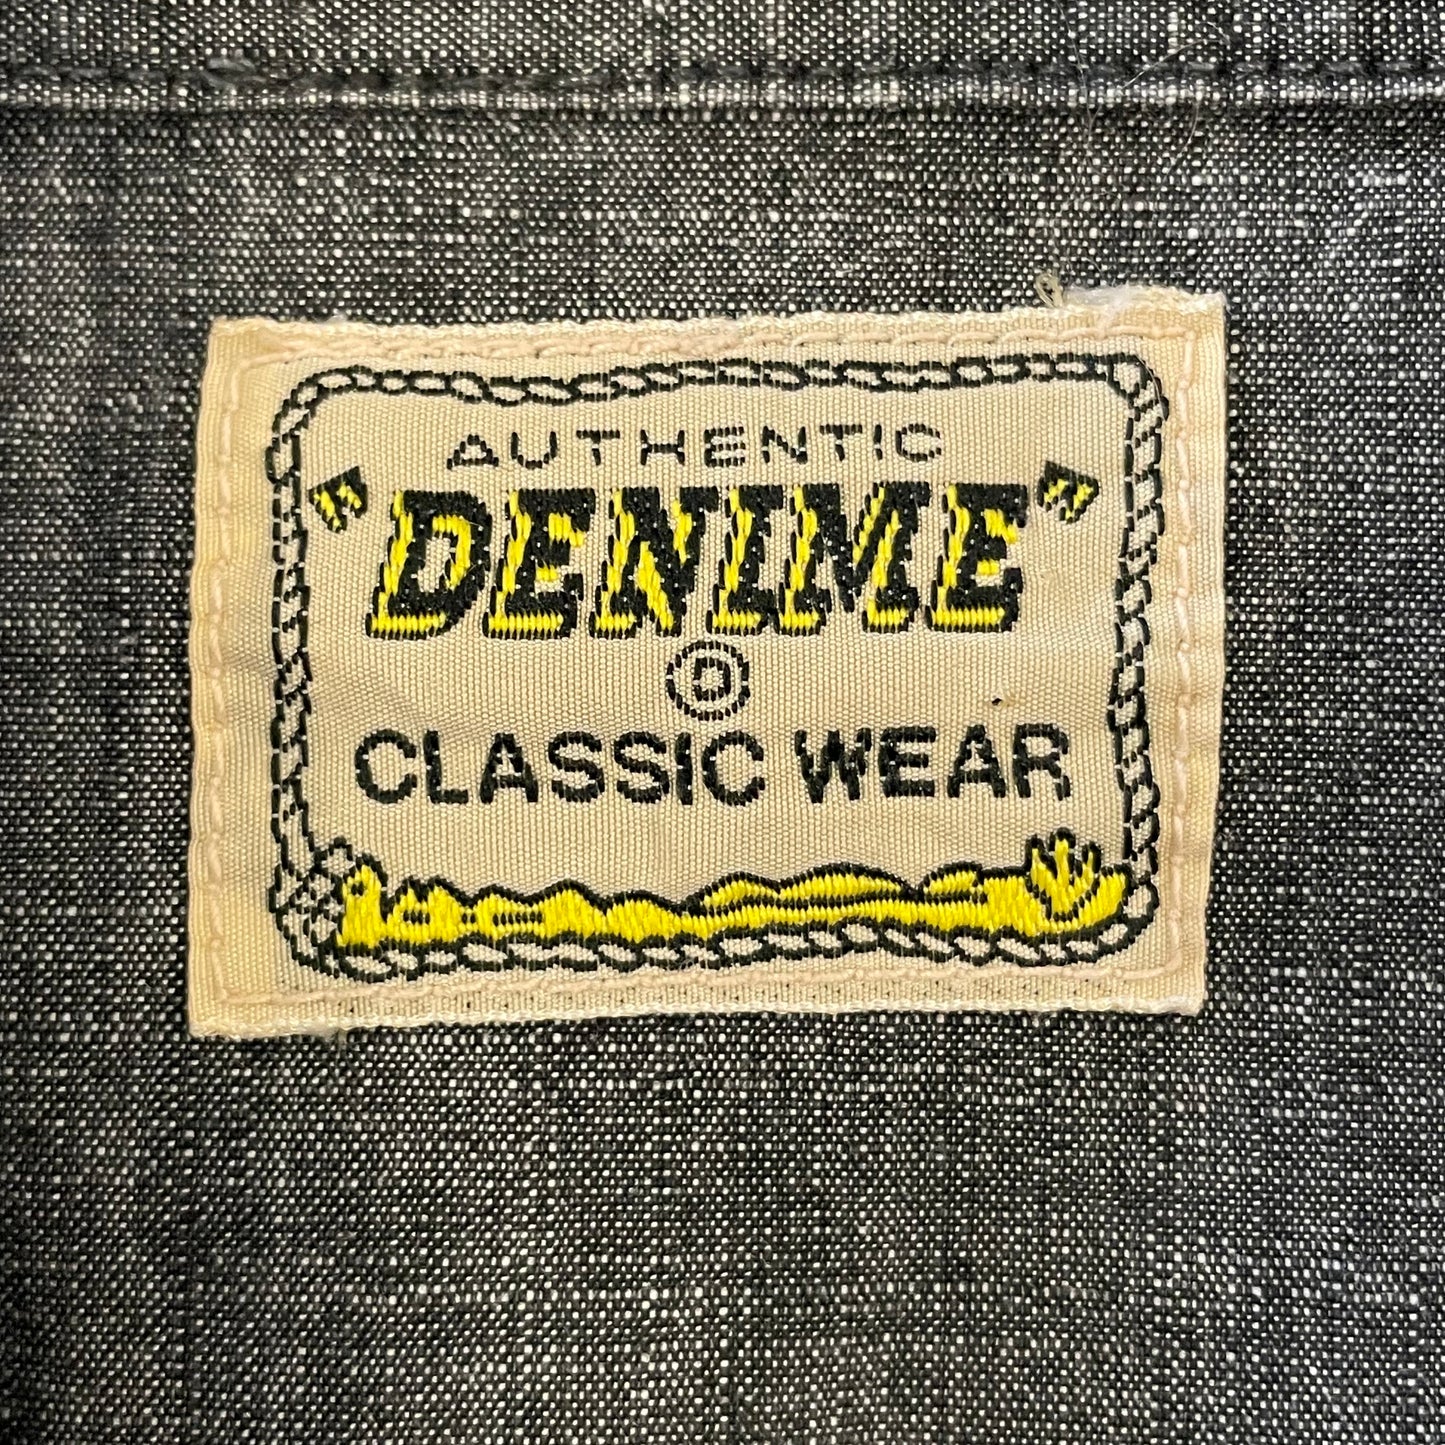 AUTHENTIC
"DENIME"
D
CLASSIC WEAR